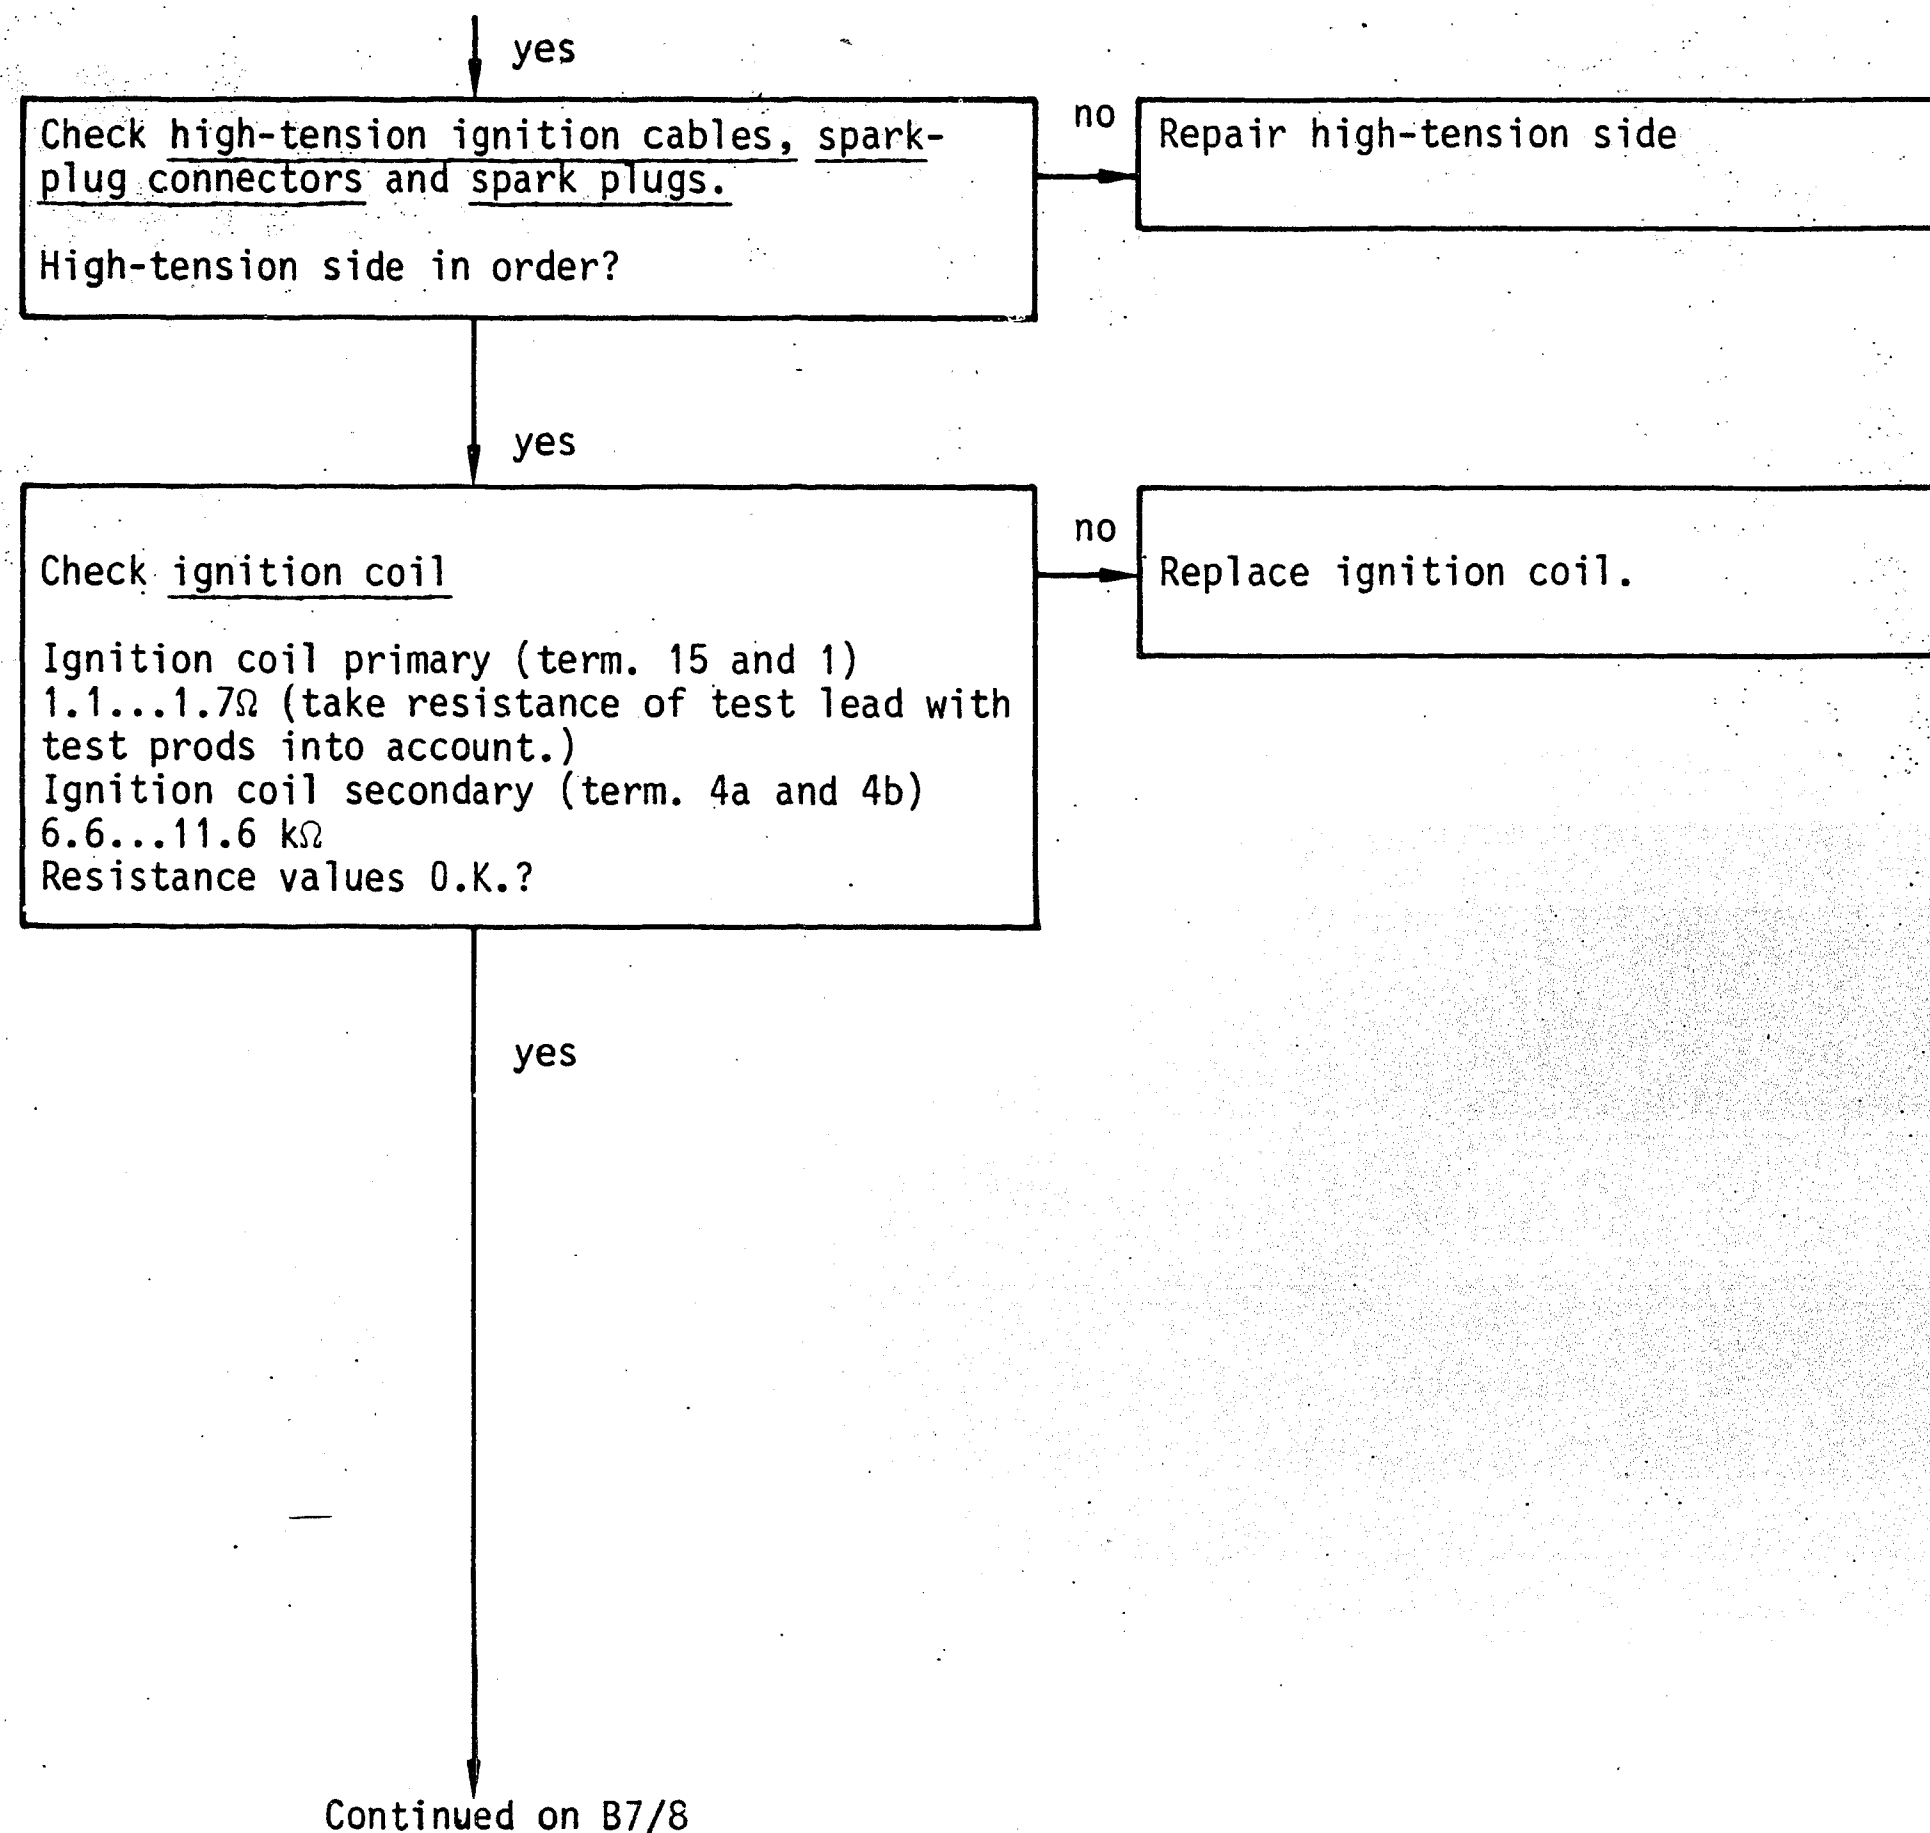 yes
Check high-tension ignition cables, spark-
plug connectors and spark plugs.
High-tension side in order?
no
Repair high-tension side
yes
Check ignition coil
Ignition coil primary (term. 15 and 1)
1.1...1.7Ω (take resistance of test lead with
test prods into account.)
Ignition coil secondary (term. 4a and 4b)
6.6...11.6 kΩ
Resistance values O.K.?
no
Replace ignition coil.
yes
Continued on B7/8